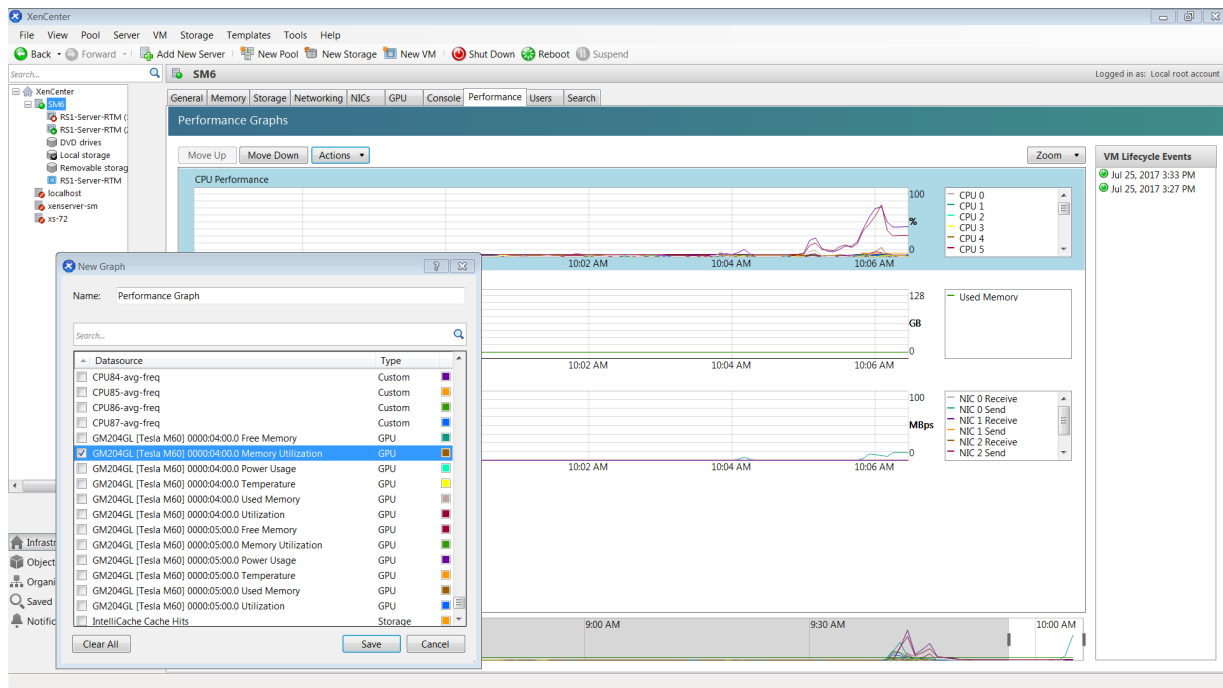 XenCenter
File View Pool Server VM Storage Templates Tools Help
Back Forward Add New Server New Pool New Storage New VM Shut Down Reboot Suspend
Search...
SM6
Logged in as: Local root account
XenCenter
SM6
RS1-Server-RTM (
RS1-Server-RTM (
DVD drives
Local storage
Removable storag
RS1-Server-RTM
localhost
xenserver-sm
xs-72
General Memory Storage Networking NICs GPU Console Performance Users Search
Performance Graphs
Move Up Move Down Actions Zoom
CPU Performance
100
%
0
10:02 AM 10:04 AM 10:06 AM
CPU 0
CPU 1
CPU 2
CPU 3
CPU 4
CPU 5
128
GB
0
10:02 AM 10:04 AM 10:06 AM
Used Memory
100
MBps
0
10:02 AM 10:04 AM 10:06 AM
NIC 0 Receive
NIC 0 Send
NIC 1 Receive
NIC 1 Send
NIC 2 Receive
NIC 2 Send
9:00 AM 9:30 AM 10:00 AM
VM Lifecycle Events
Jul 25, 2017 3:33 PM
Jul 25, 2017 3:27 PM
New Graph
Name: Performance Graph
Search...
Datasource Type
CPU84-avg-freq Custom
CPU85-avg-freq Custom
CPU86-avg-freq Custom
CPU87-avg-freq Custom
GM204GL [Tesla M60] 0000:04:00.0 Free Memory GPU
GM204GL [Tesla M60] 0000:04:00.0 Memory Utilization GPU
GM204GL [Tesla M60] 0000:04:00.0 Power Usage GPU
GM204GL [Tesla M60] 0000:04:00.0 Temperature GPU
GM204GL [Tesla M60] 0000:04:00.0 Used Memory GPU
GM204GL [Tesla M60] 0000:04:00.0 Utilization GPU
GM204GL [Tesla M60] 0000:05:00.0 Free Memory GPU
GM204GL [Tesla M60] 0000:05:00.0 Memory Utilization GPU
GM204GL [Tesla M60] 0000:05:00.0 Power Usage GPU
GM204GL [Tesla M60] 0000:05:00.0 Temperature GPU
GM204GL [Tesla M60] 0000:05:00.0 Used Memory GPU
GM204GL [Tesla M60] 0000:05:00.0 Utilization GPU
IntelliCache Cache Hits Storage
Clear All Save Cancel
Infrastr
Object
Organi
Saved
Notific